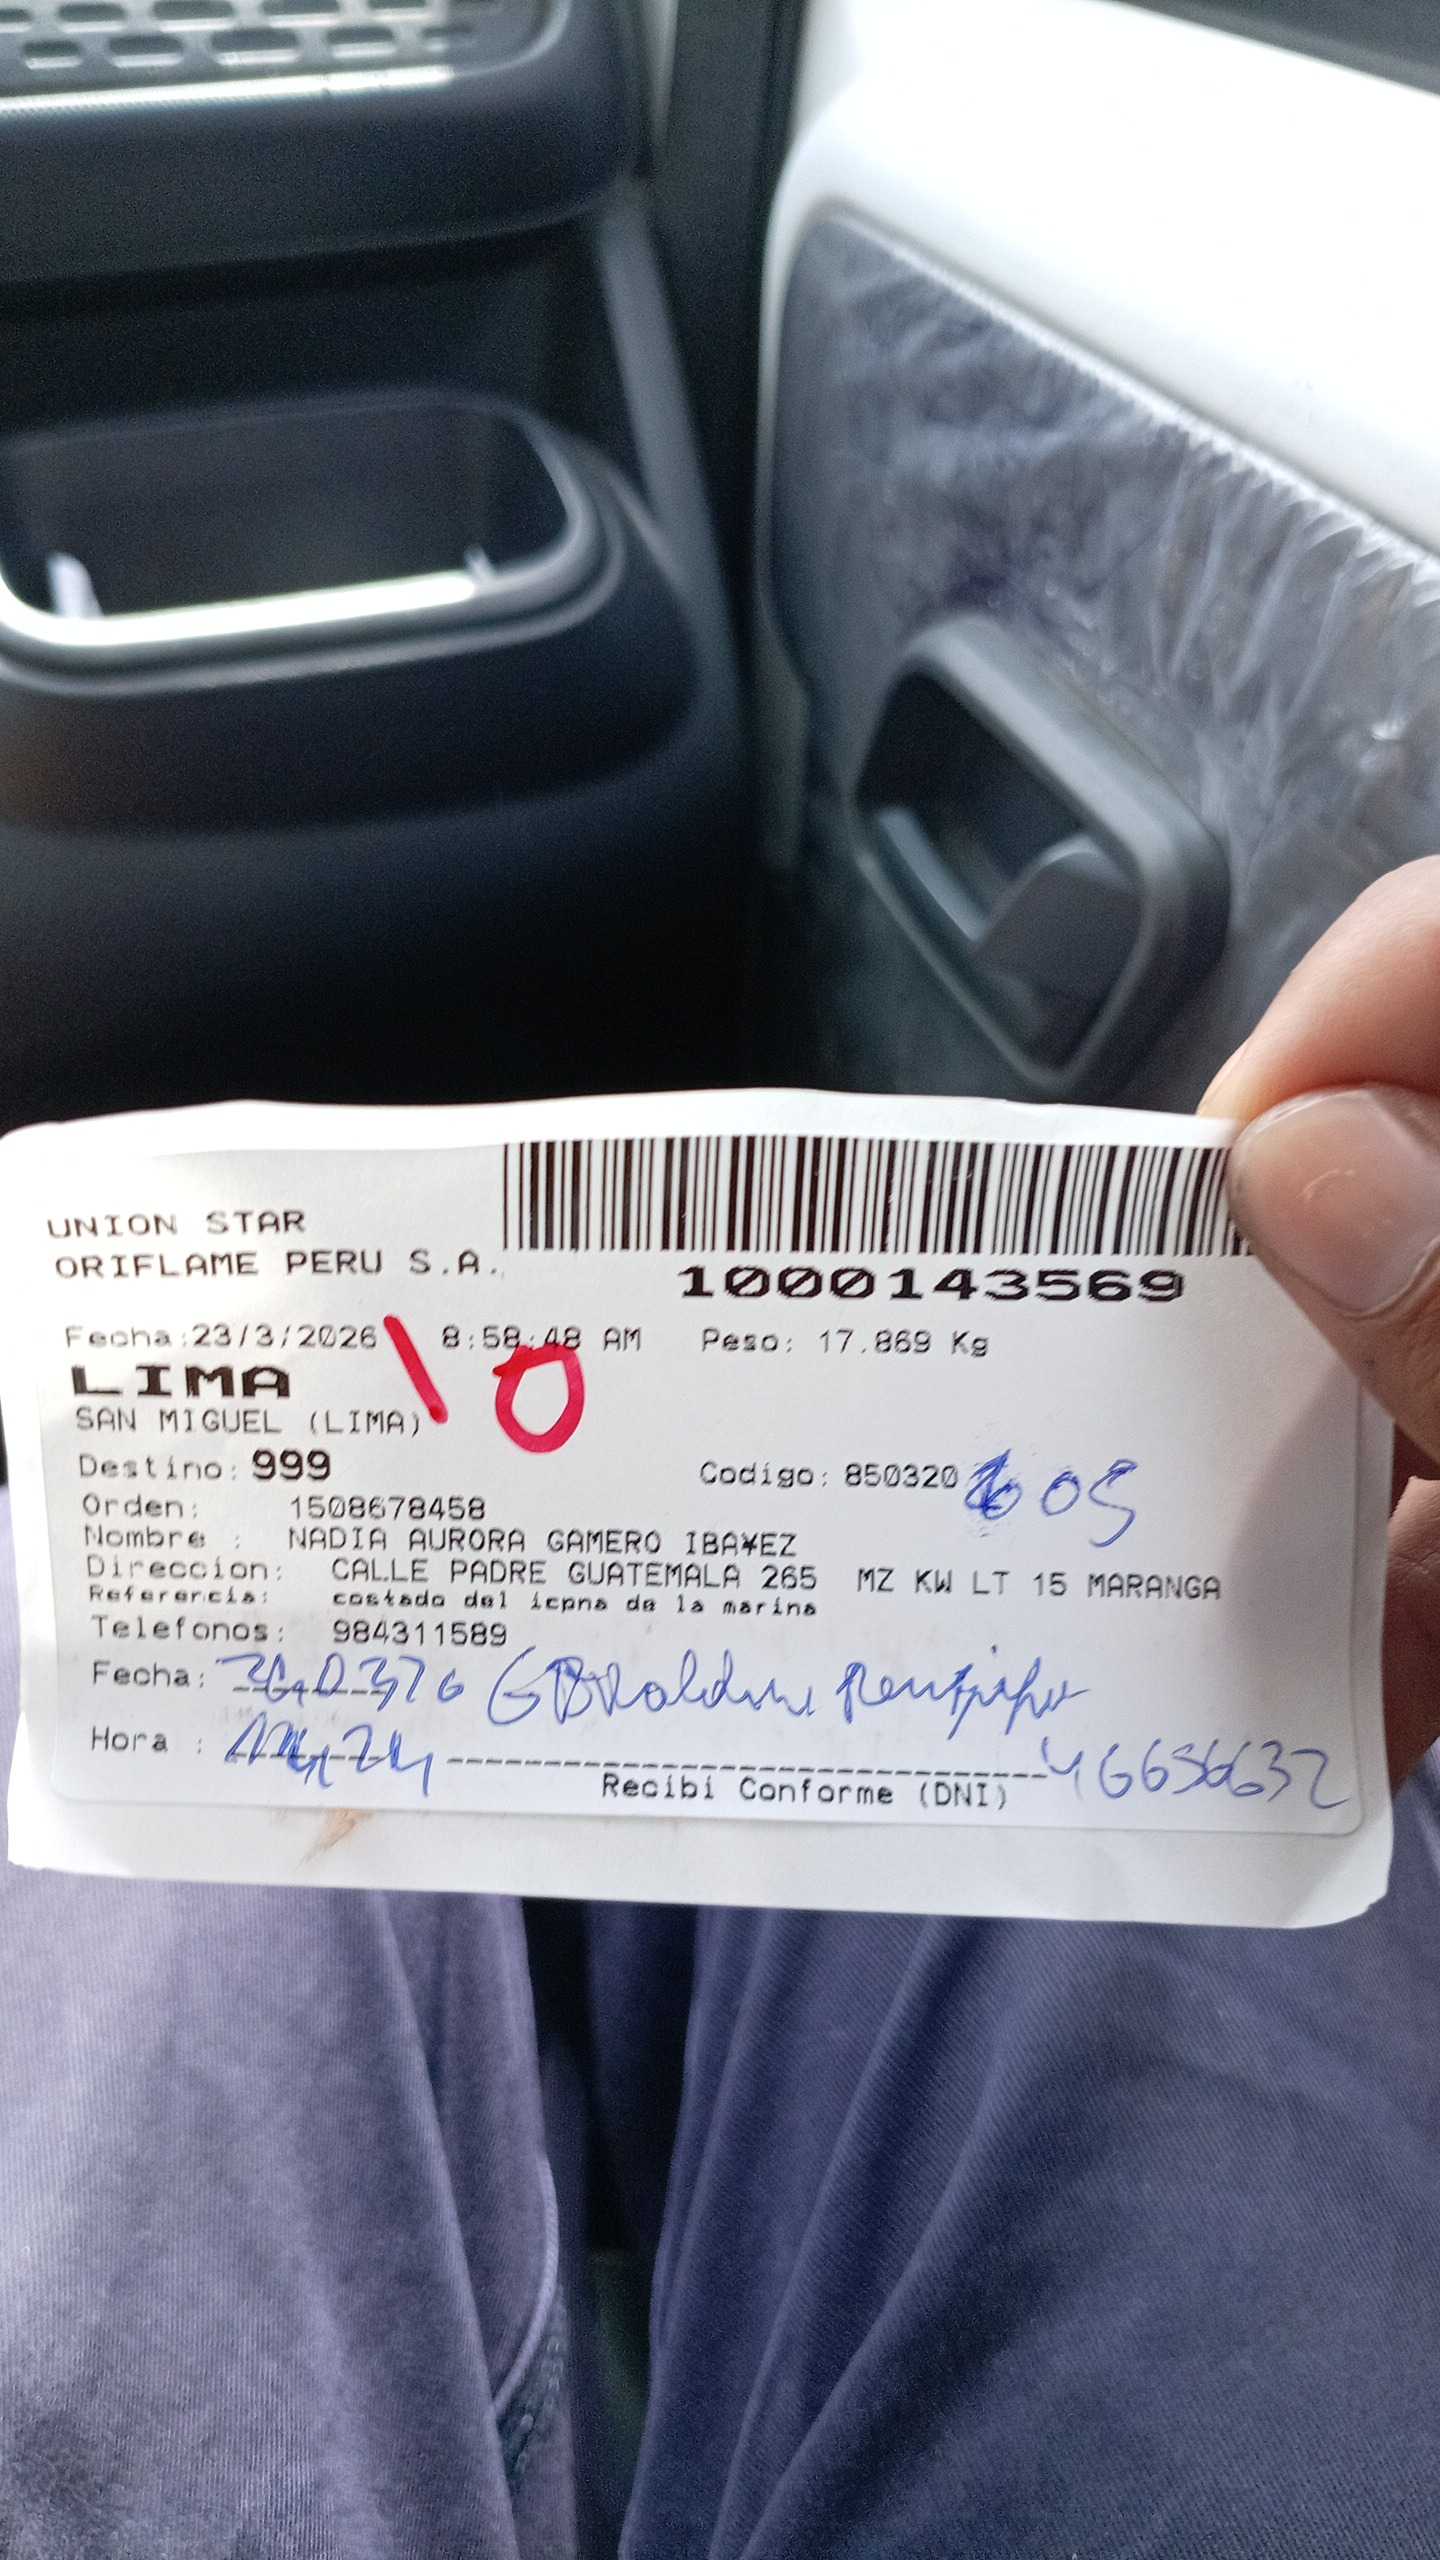 UNION STAR
ORIFLAME PERU S.A.
1000143569
Fecha:23/3/2026 8:58:48 AM Peso: 17.869 Kg
LIMA
10
SAN MIGUEL (LIMA)
Destino: 999 Codigo: 850320
Orden: 1508678458
Nombre : NADIA AURORA GAMERO IBA¥EZ
Direccion: CALLE PADRE GUATEMALA 265 MZ KW LT 15 MARANGA
Referencia: costado del icpna de la marina
Telefonos: 984311589
Fecha:
Hora : 46656632
Recibi Conforme (DNI)